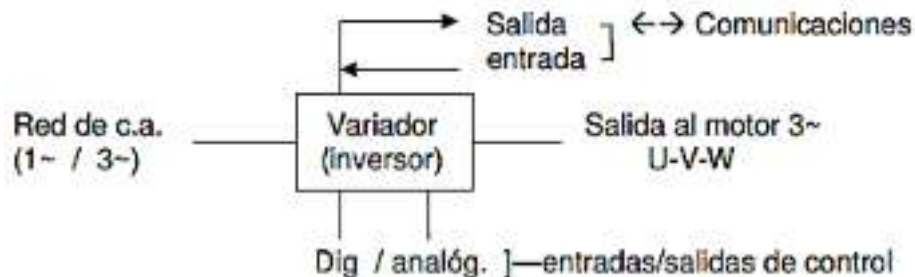 Salida ←→ Comunicaciones
entrada
Red de c.a.
(1~ / 3~)
Variador
(inversor)
Salida al motor 3~
U-V-W
Dig / analóg. ]—entradas/salidas de control